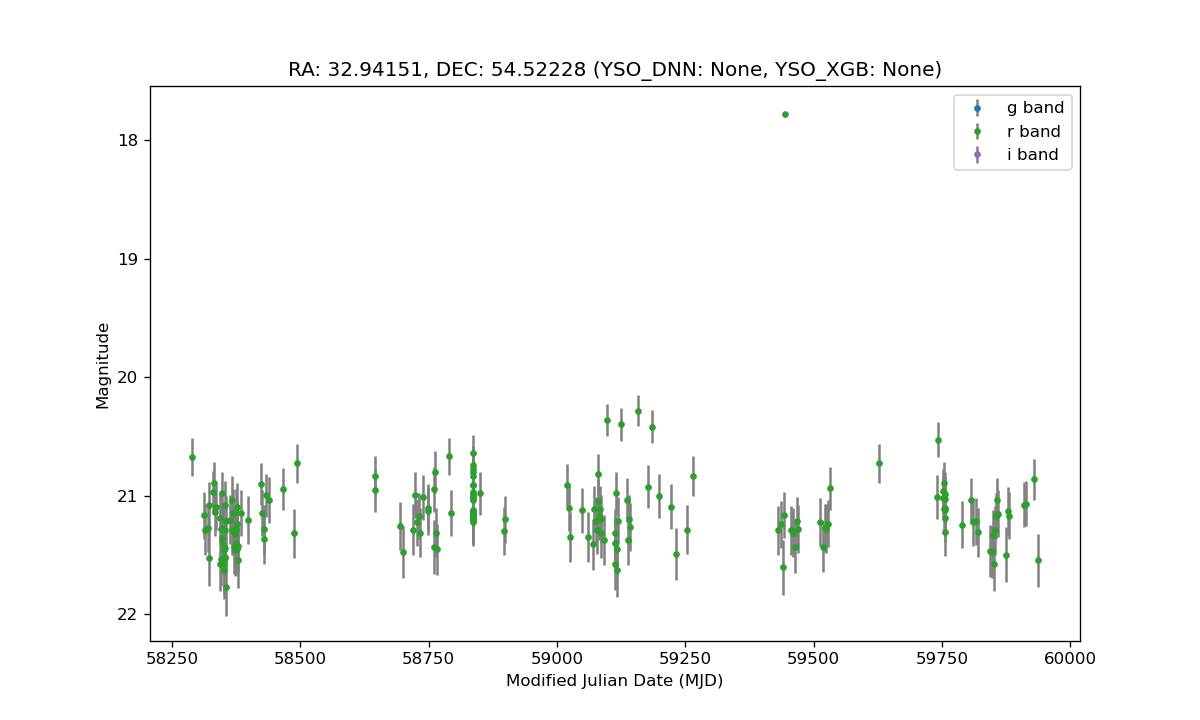 RA: 32.94151, DEC: 54.52228 (YSO_DNN: None, YSO_XGB: None)
g band
r band
i band
18
19
20
21
22
Magnitude
58250 58500 58750 59000 59250 59500 59750 60000
Modified Julian Date (MJD)